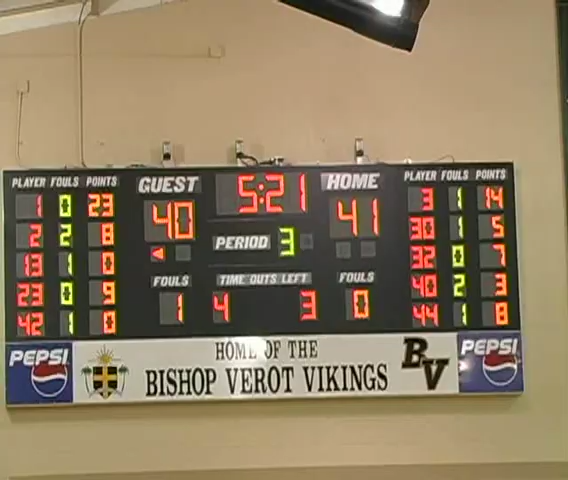 PLAYER FOULS POINTS GUEST 5:21 HOME PLAYER FOULS POINTS
1 0 23 40 41 3 1 14
2 2 8 PERIOD 3 30 1 5
13 1 0 FOULS TIME OUTS LEFT FOULS 32 0 7
23 0 9 1 4 3 0 40 2 3
42 1 0 44 1 8
PEPSI HOME OF THE BV PEPSI
BISHOP VEROT VIKINGS